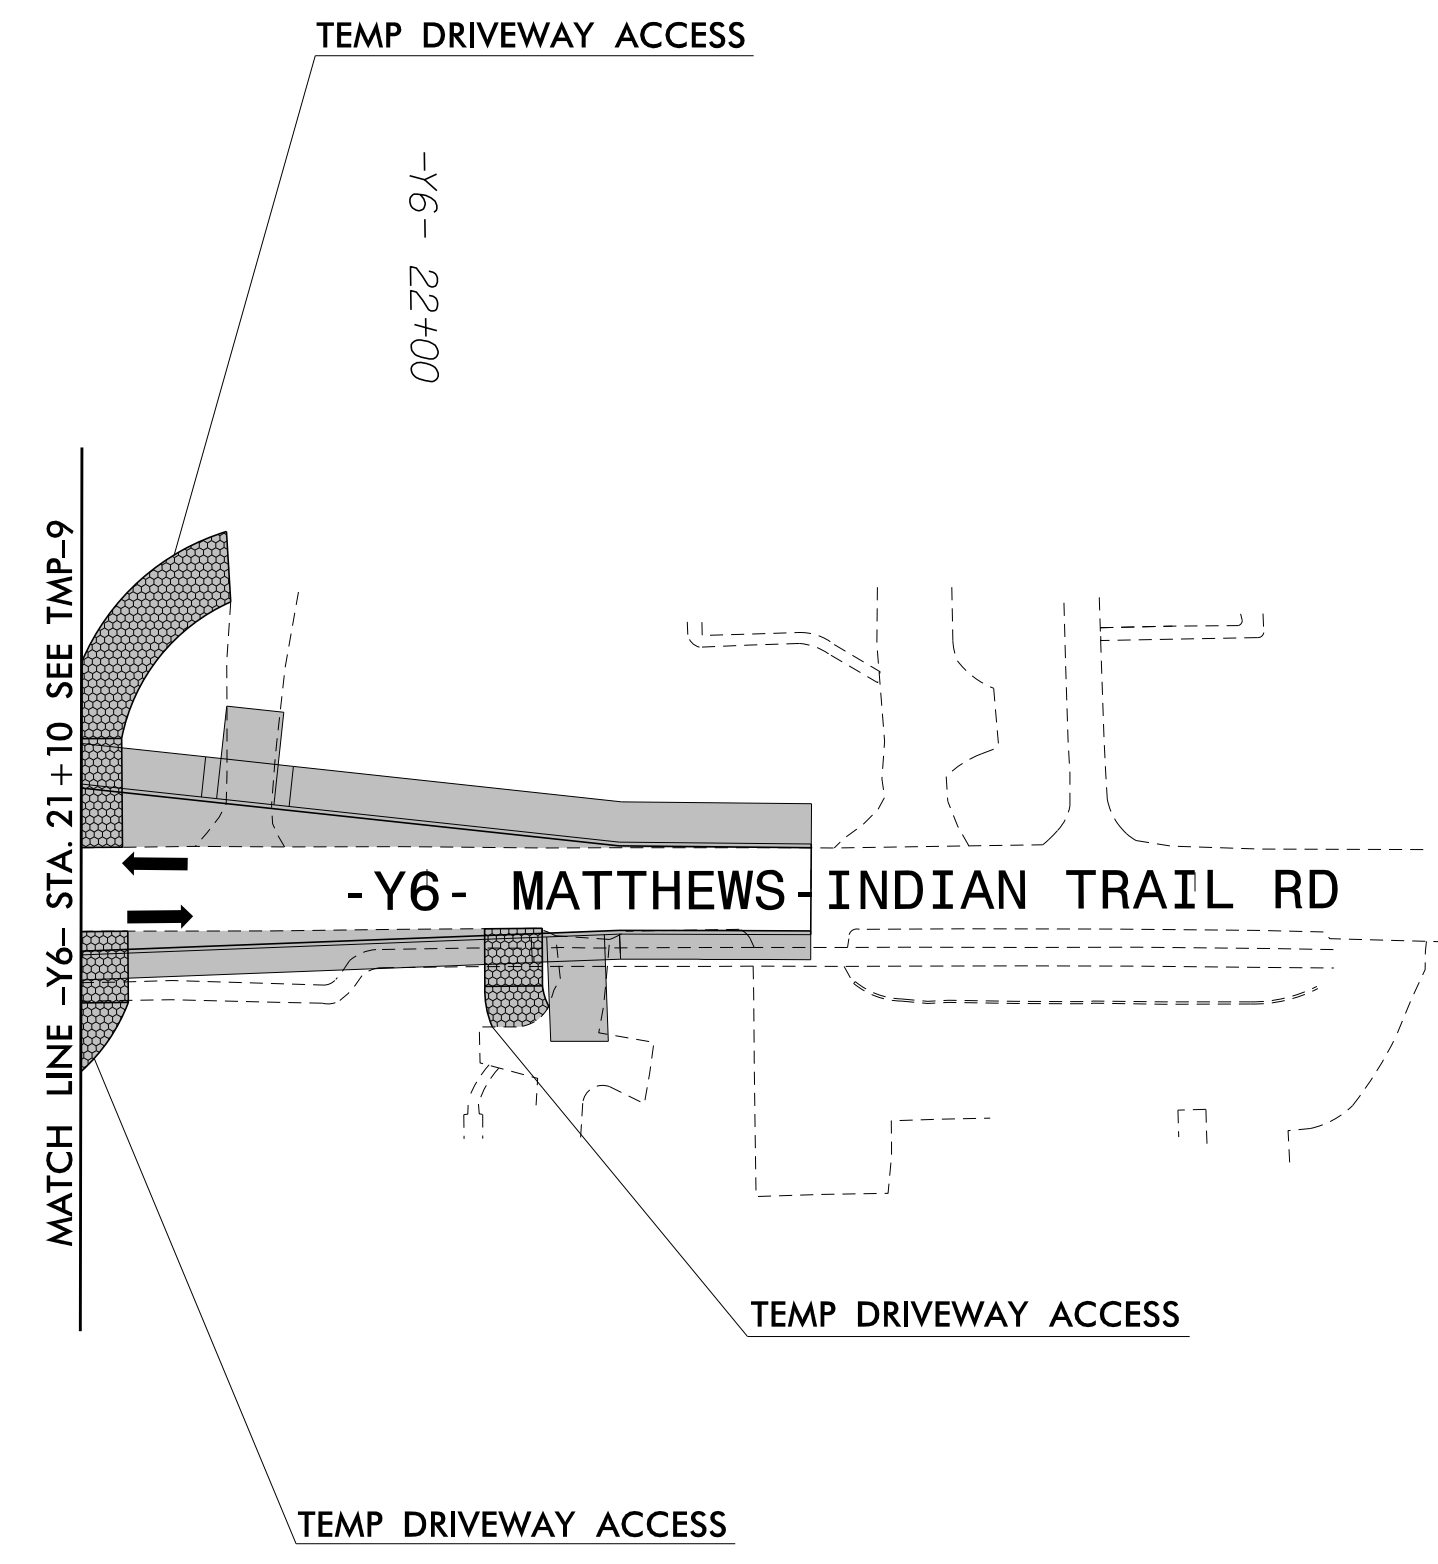 TEMP DRIVEWAY ACCESS
-Y6- 22+00
MATCH LINE -Y6- STA. 21+10 SEE TMP-9
-Y6- MATTHEWS-INDIAN TRAIL RD
TEMP DRIVEWAY ACCESS
TEMP DRIVEWAY ACCESS